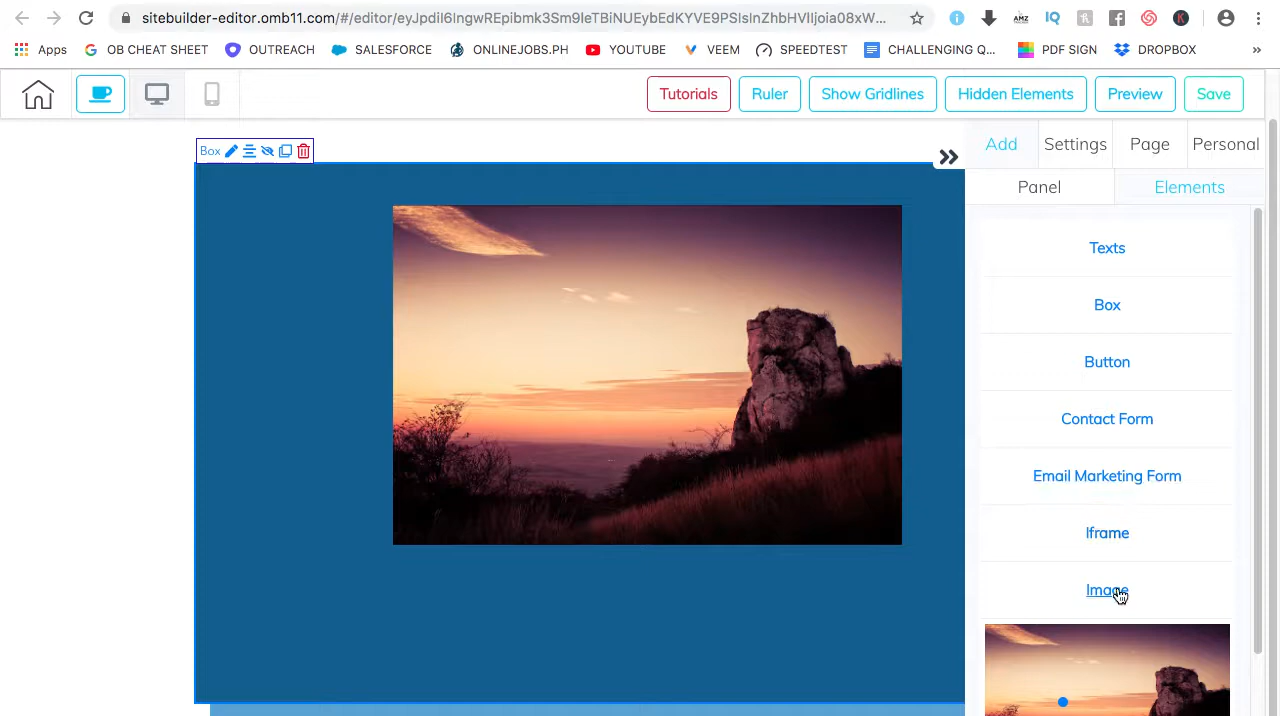 sitebuilder-editor.omb11.com/#/editor/eyJpdiI6IngwREpibmk3Sm9leTBiNUEybEdKYVE9PSIsInZhbHVlIjoia08xW...
Apps OB CHEAT SHEET OUTREACH SALESFORCE ONLINEJOBS.PH YOUTUBE VEEM SPEEDTEST CHALLENGING Q... PDF SIGN DROPBOX »
Tutorials Ruler Show Gridlines Hidden Elements Preview Save
Box
Add Settings Page Personal
Panel Elements
Texts
Box
Button
Contact Form
Email Marketing Form
Iframe
Image